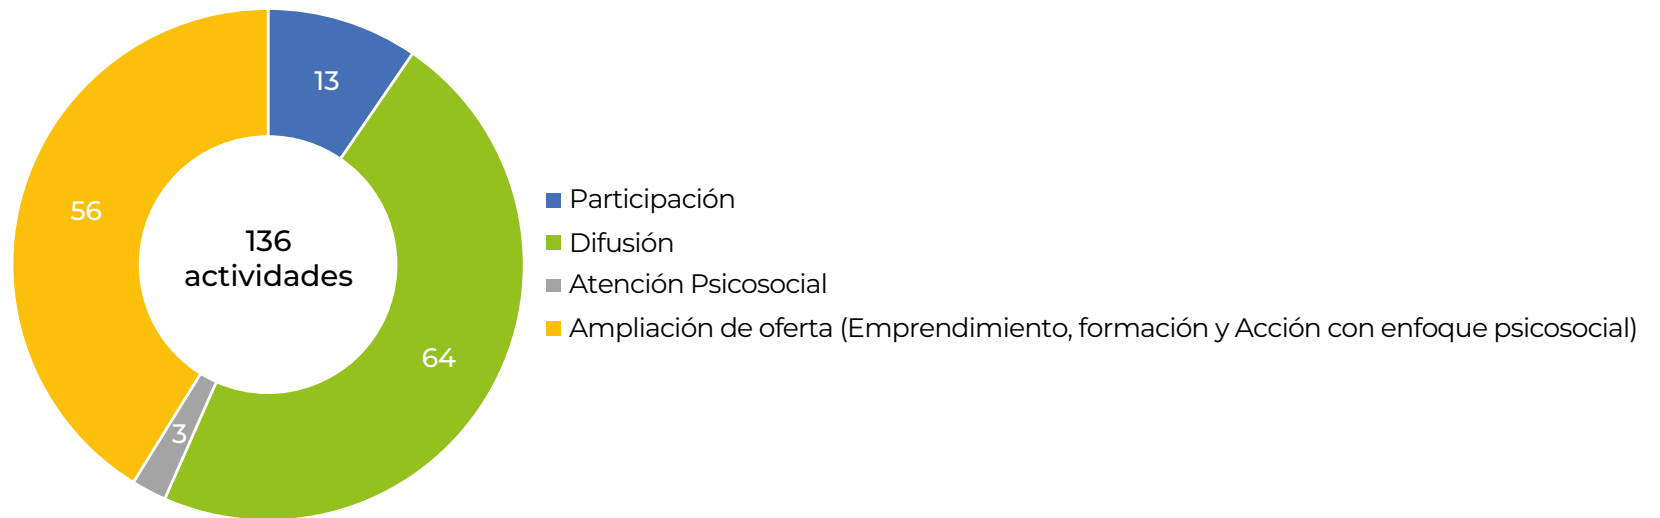 13
56
136
actividades
64
3
Participación
Difusión
Atención Psicosocial
Ampliación de oferta (Emprendimiento, formación y Acción con enfoque psicosocial)